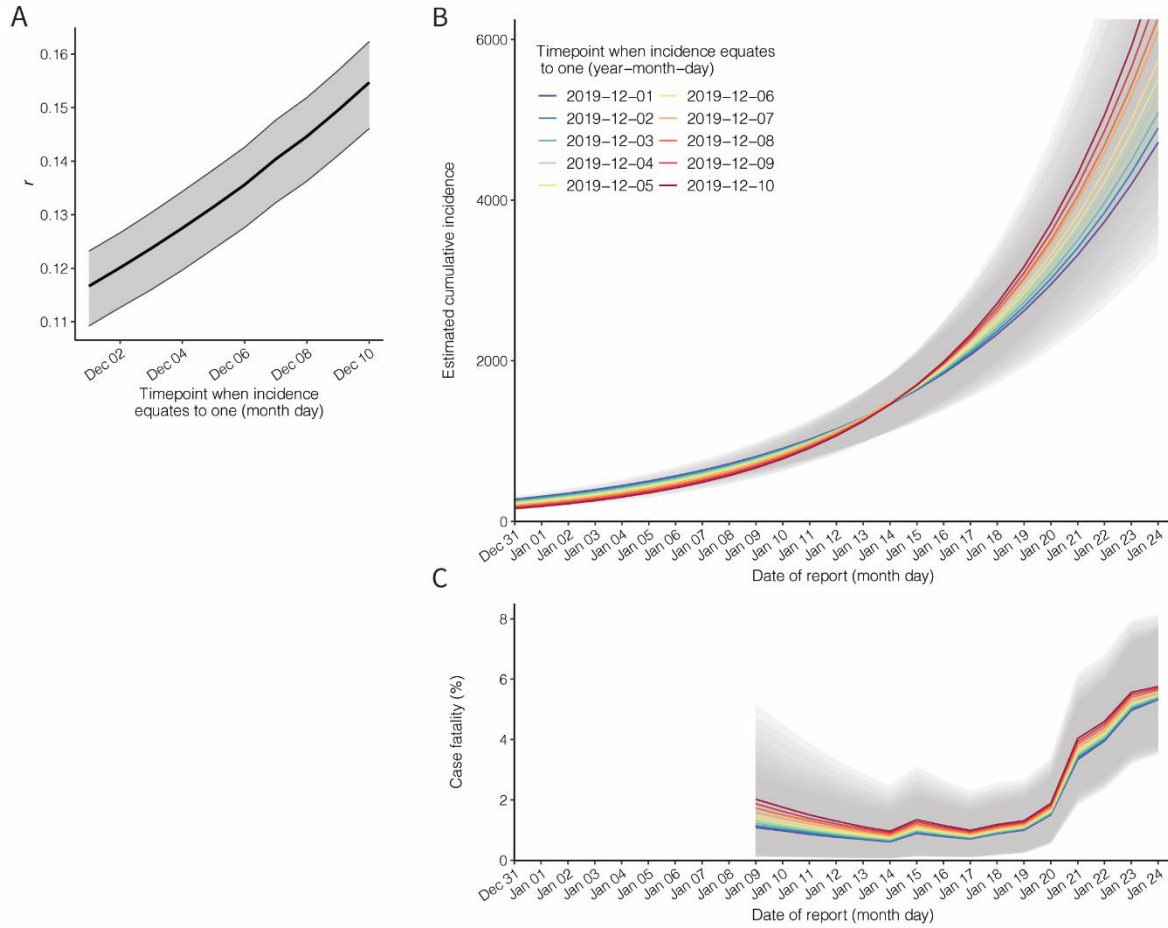 A
0.16
0.15
0.14
r
0.13
0.12
0.11
Dec 02
Dec 04
Dec 06
Dec 08
Dec 10
Timepoint when incidence
equates to one (month day)
B
6000
4000
2000
0
Estimated cumulative incidence
Timepoint when incidence equates
to one (year-month-day)
2019-12-01 2019-12-06
2019-12-02 2019-12-07
2019-12-03 2019-12-08
2019-12-04 2019-12-09
2019-12-05 2019-12-10
Dec 31
Jan 01
Jan 02
Jan 03
Jan 04
Jan 05
Jan 06
Jan 07
Jan 08
Jan 09
Jan 10
Jan 11
Jan 12
Jan 13
Jan 14
Jan 15
Jan 16
Jan 17
Jan 18
Jan 19
Jan 20
Jan 21
Jan 22
Jan 23
Jan 24
Date of report (month day)
C
8
6
4
2
0
Case fatality (%)
Dec 31
Jan 01
Jan 02
Jan 03
Jan 04
Jan 05
Jan 06
Jan 07
Jan 08
Jan 09
Jan 10
Jan 11
Jan 12
Jan 13
Jan 14
Jan 15
Jan 16
Jan 17
Jan 18
Jan 19
Jan 20
Jan 21
Jan 22
Jan 23
Jan 24
Date of report (month day)